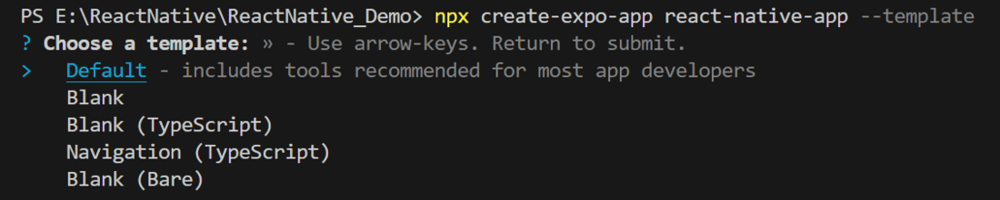 PS E:\ReactNative\ReactNative_Demo> npx create-expo-app react-native-app --template
? Choose a template: » - Use arrow-keys. Return to submit.
>   Default - includes tools recommended for most app developers
    Blank
    Blank (TypeScript)
    Navigation (TypeScript)
    Blank (Bare)